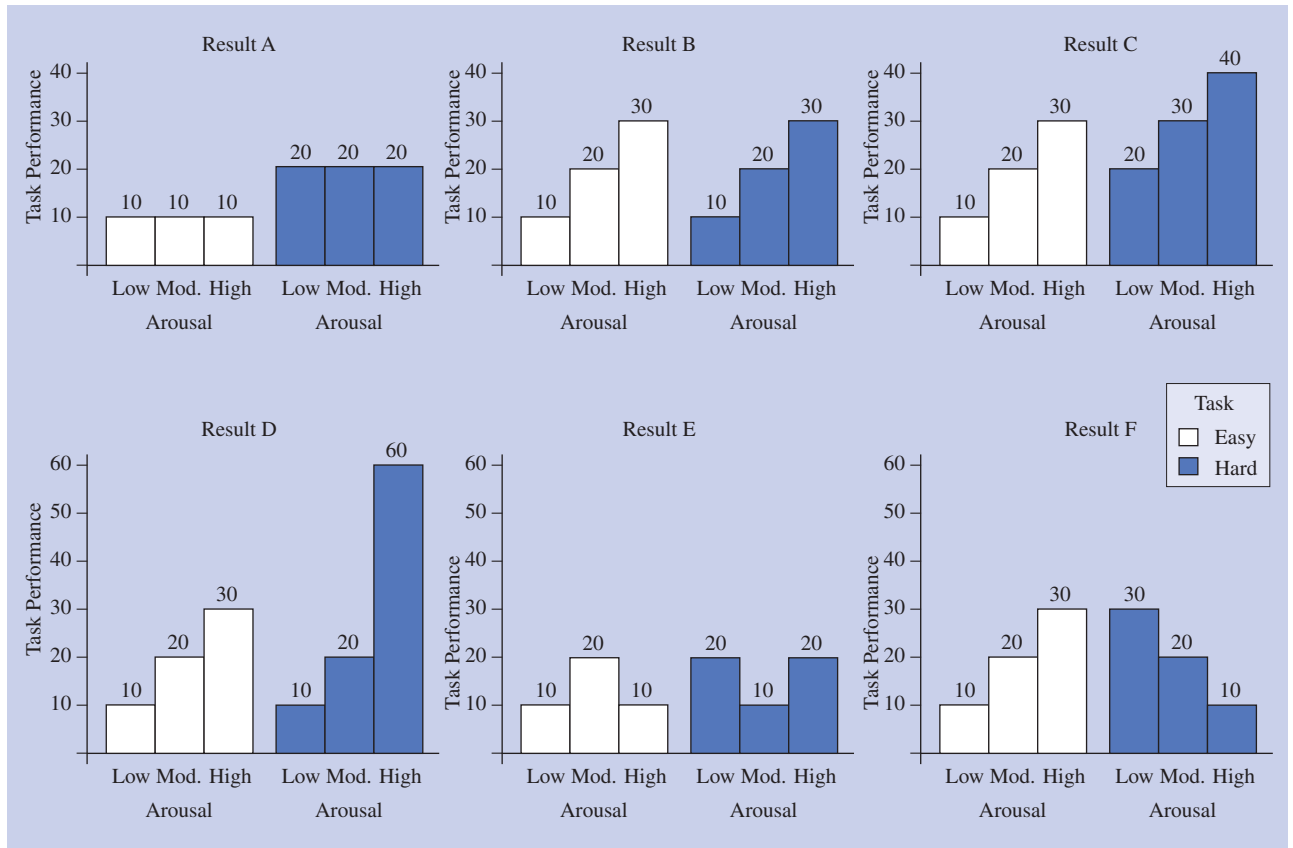 Result A
40
30
20
10
Task Performance
10 10 10
20 20 20
Low Mod. High
Low Mod. High
Arousal
Arousal
Result B
40
30
20
10
Task Performance
10
20
30
10
20
30
Low Mod. High
Low Mod. High
Arousal
Arousal
Result C
40
30
20
10
Task Performance
10
20
30
20
30
40
Low Mod. High
Low Mod. High
Arousal
Arousal
Result D
60
50
40
30
20
10
Task Performance
10
20
30
10
20
60
Low Mod. High
Low Mod. High
Arousal
Arousal
Result E
60
50
40
30
20
10
Task Performance
10
20
10
20
10
20
Low Mod. High
Low Mod. High
Arousal
Arousal
Result F
60
50
40
30
20
10
Task Performance
10
20
30
30
20
10
Low Mod. High
Low Mod. High
Arousal
Arousal
Task
Easy
Hard